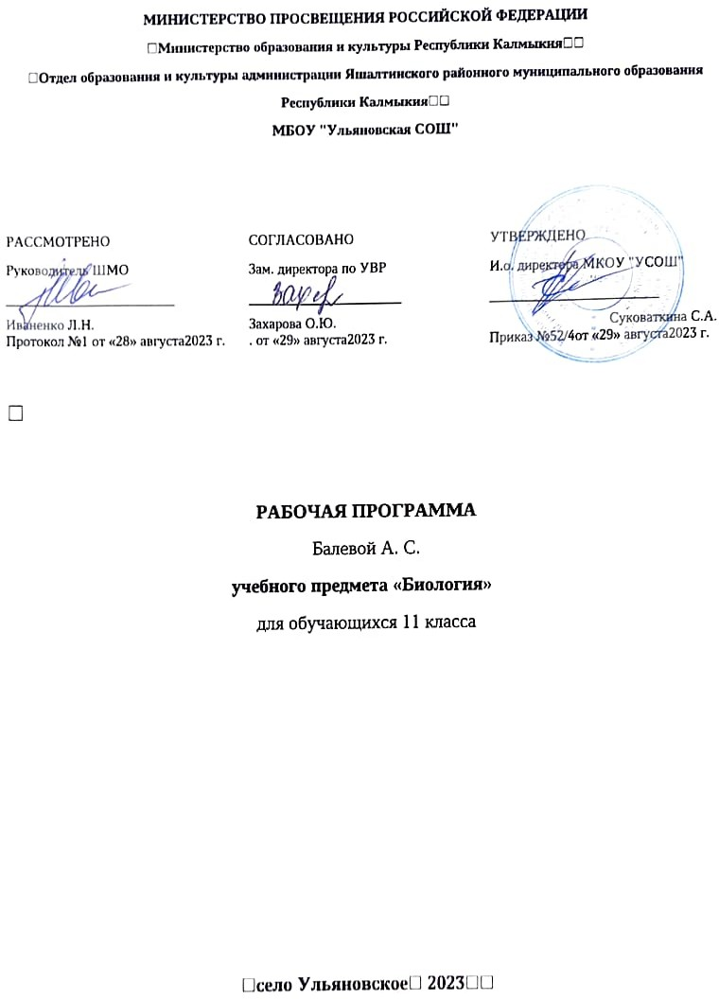 МИНИСТЕРСТВО ПРОСВЕЩЕНИЯ РОССИЙСКОЙ ФЕДЕРАЦИИ
□Министерство образования и культуры Республики Калмыкия□□
□Отдел образования и культуры администрации Яшалтинского районного муниципального образования
Республики Калмыкия□□
МБОУ "Ульяновская СОШ"
РАССМОТРЕНО
Руководитель ШМО
Иваненко Л.Н.
Протокол №1 от «28» августа2023 г.
СОГЛАСОВАНО
Зам. директора по УВР
Захарова О.Ю.
. от «29» августа2023 г.
УТВЕРЖДЕНО
И.о. директора МКОУ "УСОШ"
Суковаткина С.А.
Приказ №52/4от «29» августа2023 г.
□
РАБОЧАЯ ПРОГРАММА
Балевой А. С.
учебного предмета «Биология»
для обучающихся 11 класса
□село Ульяновское□ 2023□□